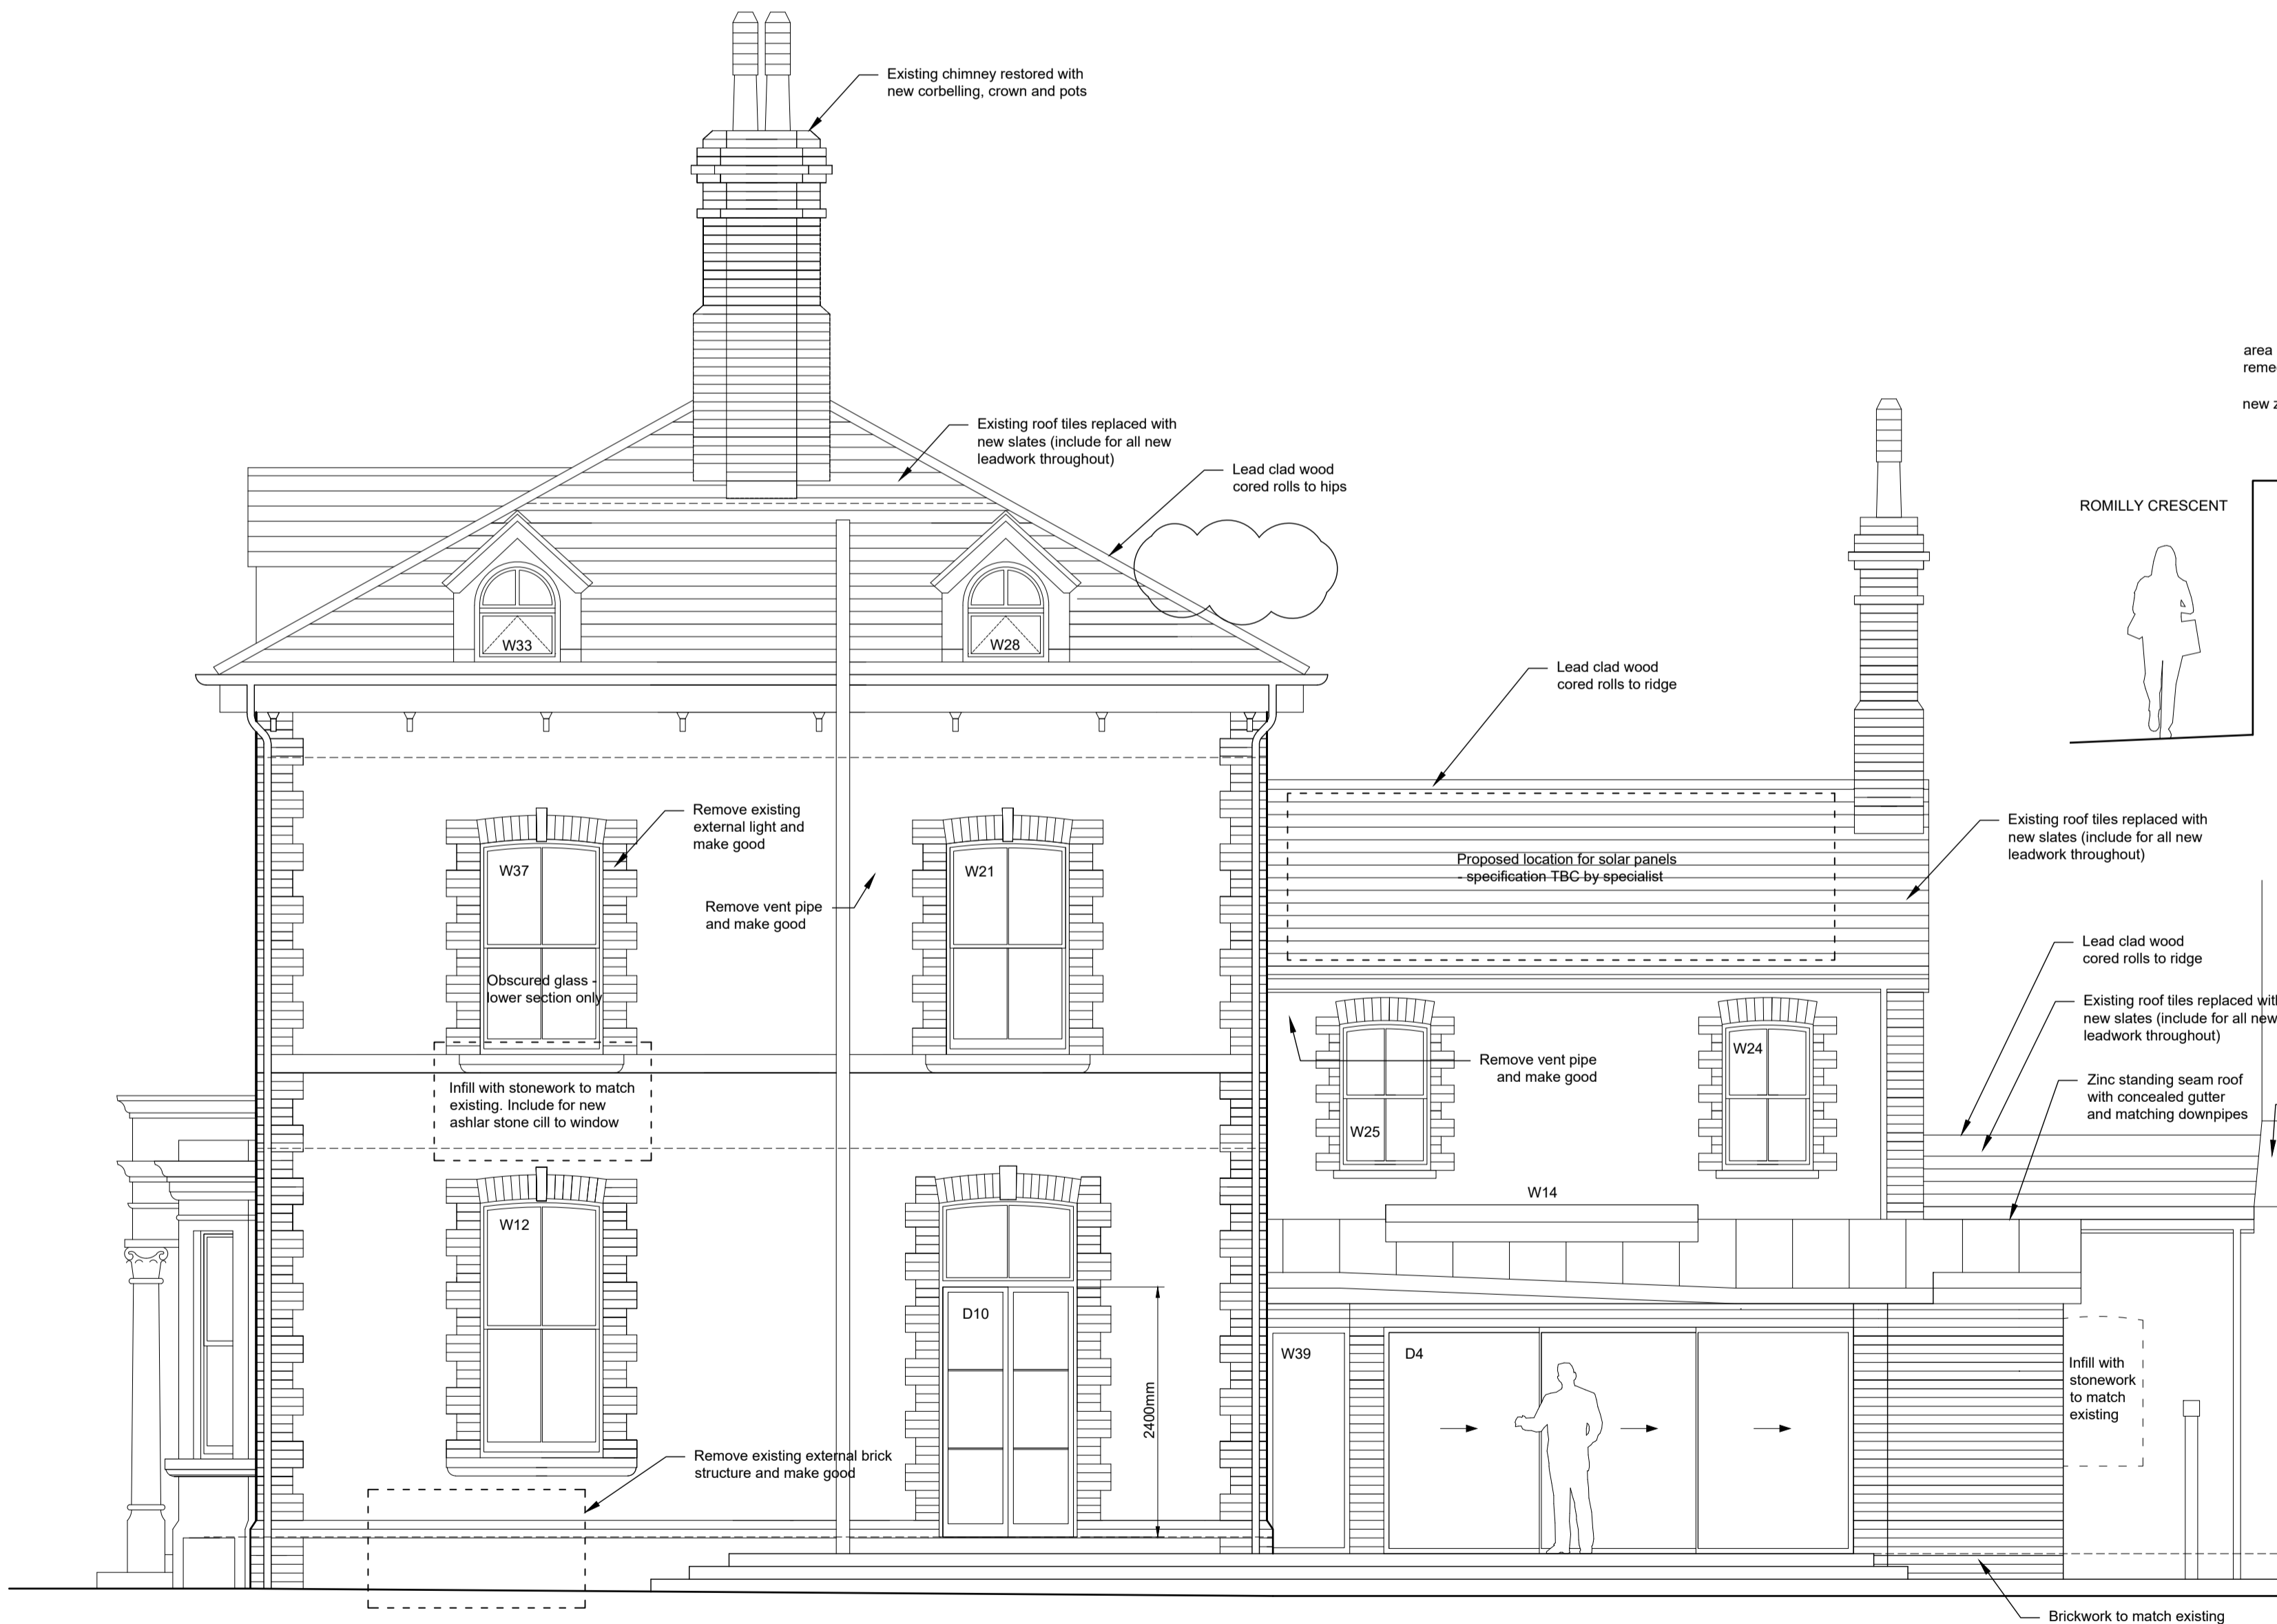 Existing chimney restored with
new corbelling, crown and pots
area
reme
new z
Existing roof tiles replaced with
new slates (include for all new
leadwork throughout)
Lead clad wood
cored rolls to hips
ROMILLY CRESCENT
W33
W28
Lead clad wood
cored rolls to ridge
Remove existing
external light and
make good
Existing roof tiles replaced with
new slates (include for all new
leadwork throughout)
W37
W21
Proposed location for solar panels
- specification TBC by specialist
Remove vent pipe
and make good
Lead clad wood
cored rolls to ridge
Obscured glass -
lower section only
Existing roof tiles replaced with
new slates (include for all new
leadwork throughout)
W24
Remove vent pipe
and make good
Zinc standing seam roof
with concealed gutter
and matching downpipes
Infill with stonework to match
existing. Include for new
ashlar stone cill to window
W25
W14
W12
D10
W39
D4
Infill with
stonework
to match
existing
2400mm
Remove existing external brick
structure and make good
Brickwork to match existing